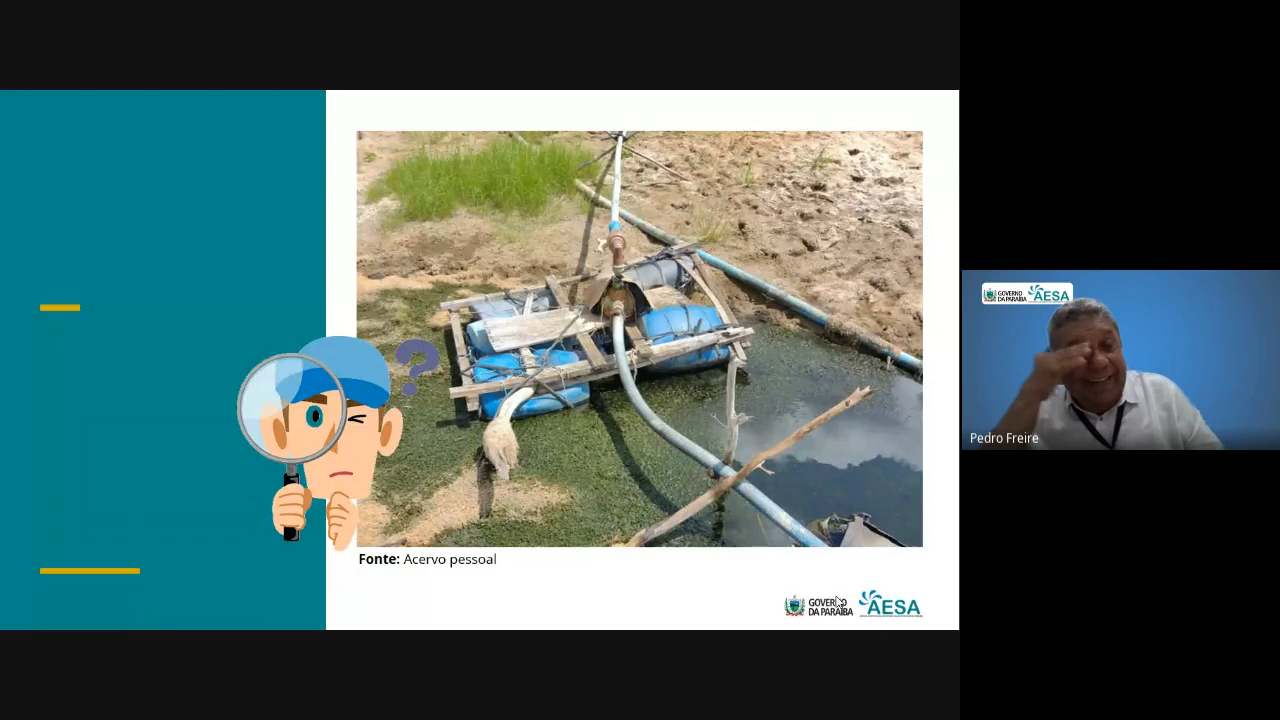 ?
Fonte: Acervo pessoal
GOVERNO
DA PARAÍBA
AESA
GOVERNO
DA PARAÍBA
AESA
Pedro Freire